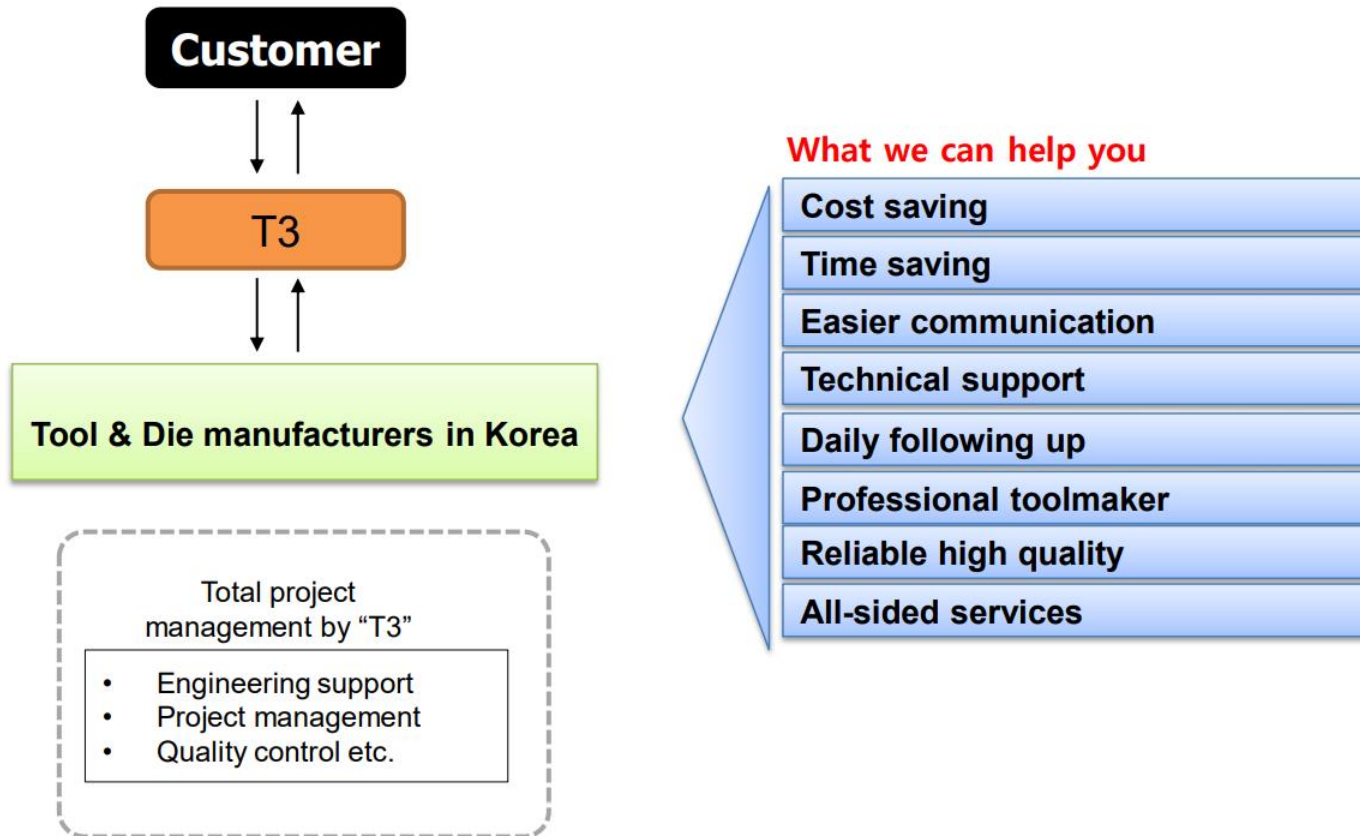 Customer
T3
Tool & Die manufacturers in Korea
Total project
management by “T3”
• Engineering support
• Project management
• Quality control etc.
What we can help you
Cost saving
Time saving
Easier communication
Technical support
Daily following up
Professional toolmaker
Reliable high quality
All-sided services